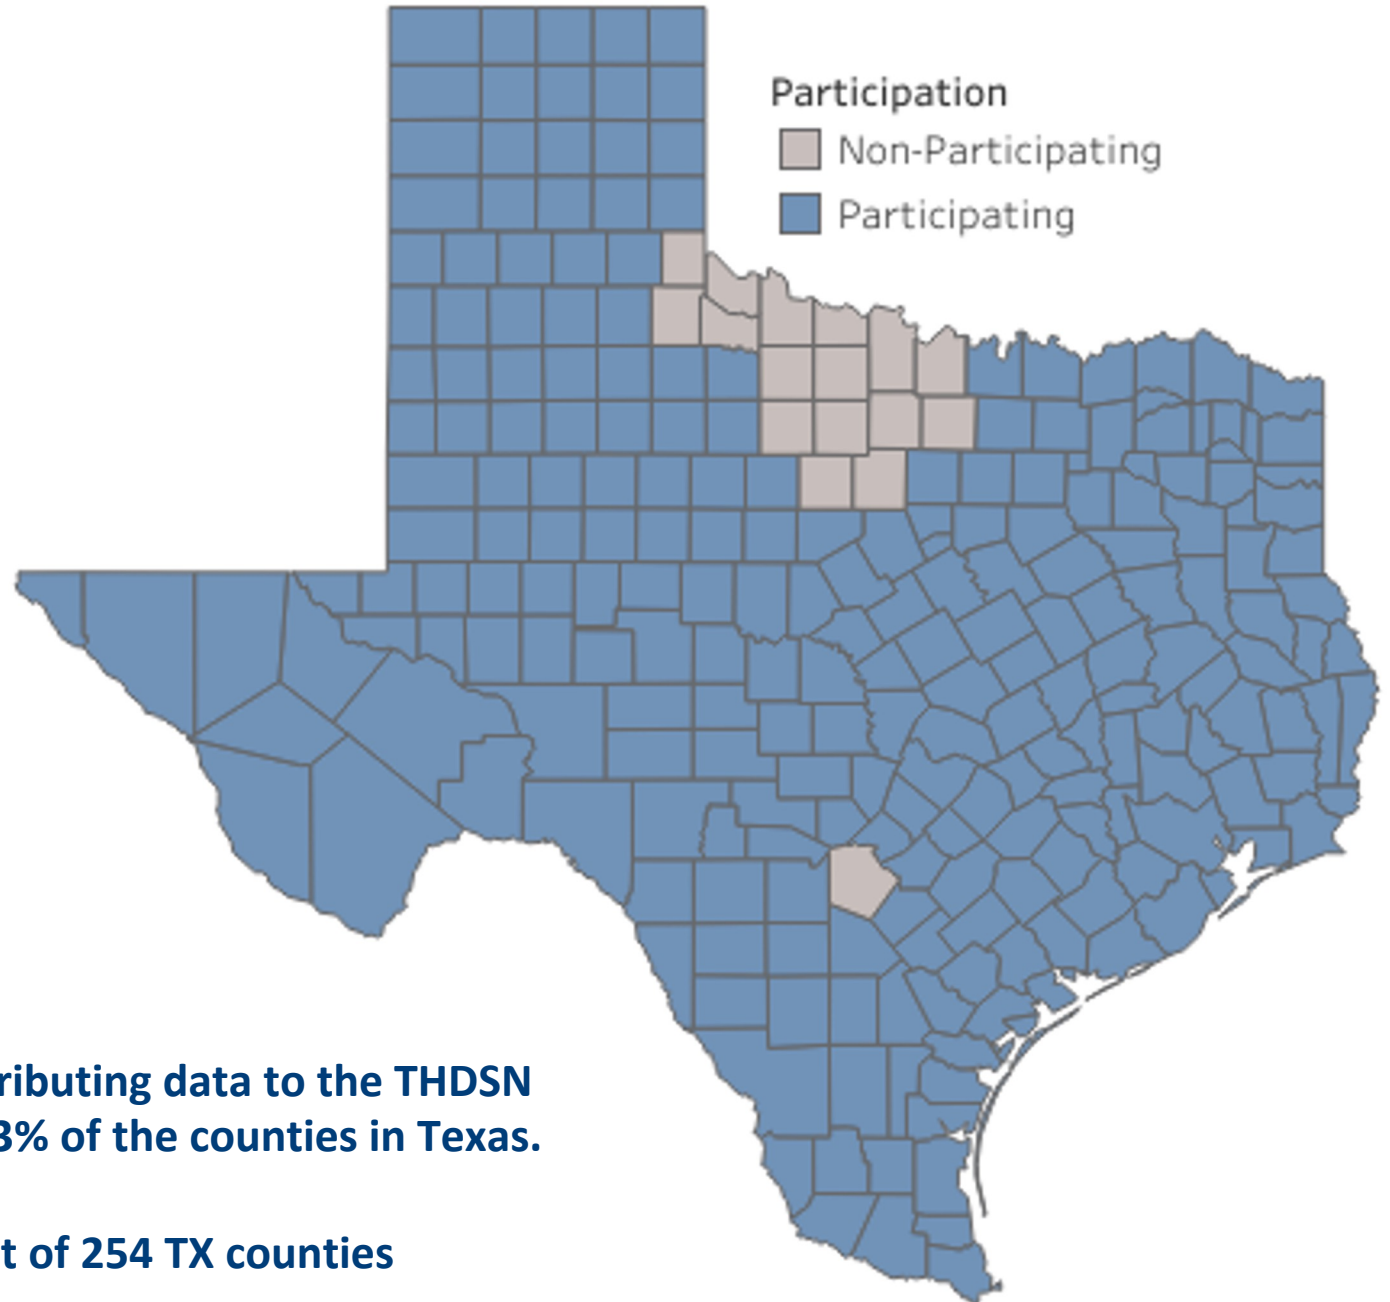 Participation
Non-Participating
Participating
ributing data to the THDSN
3% of the counties in Texas.
t of 254 TX counties